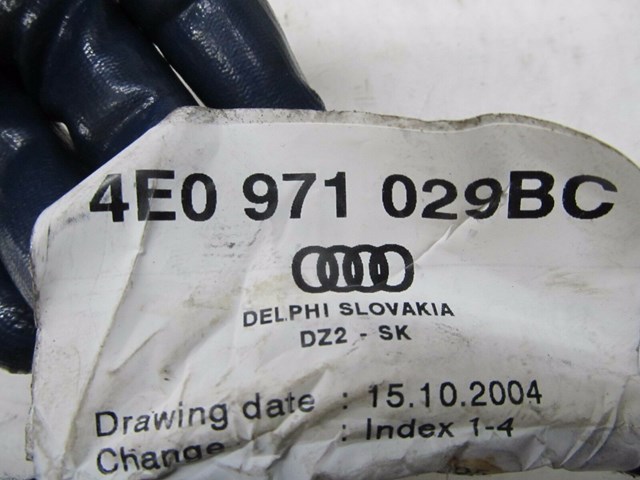 4E0 971 029BC
DELPHI SLOVAKIA
DZ2 - SK
Drawing date : 15.10.2004
Change : Index 1-4